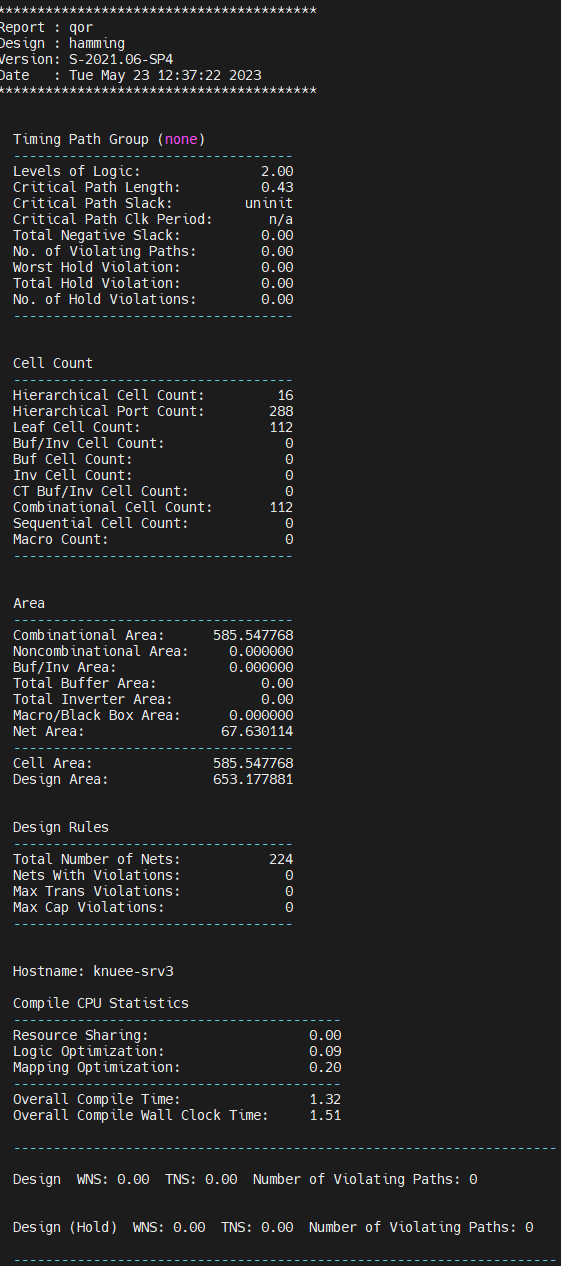 ****************************************
Report : qor
Design : hamming
Version: S-2021.06-SP4
Date   : Tue May 23 12:37:22 2023
****************************************
Timing Path Group (none)
-----------------------------------
Levels of Logic:               2.00
Critical Path Length:          0.43
Critical Path Slack:         uninit
Critical Path Clk Period:       n/a
Total Negative Slack:          0.00
No. of Violating Paths:        0.00
Worst Hold Violation:          0.00
Total Hold Violation:          0.00
No. of Hold Violations:        0.00
-----------------------------------
Cell Count
-----------------------------------
Hierarchical Cell Count:         16
Hierarchical Port Count:        288
Leaf Cell Count:                112
Buf/Inv Cell Count:               0
Buf Cell Count:                   0
Inv Cell Count:                   0
CT Buf/Inv Cell Count:            0
Combinational Cell Count:       112
Sequential Cell Count:            0
Macro Count:                      0
-----------------------------------
Area
-----------------------------------
Combinational Area:      585.547768
Noncombinational Area:     0.000000
Buf/Inv Area:              0.000000
Total Buffer Area:             0.00
Total Inverter Area:           0.00
Macro/Black Box Area:      0.000000
Net Area:                 67.630114
-----------------------------------
Cell Area:               585.547768
Design Area:             653.177881
Design Rules
-----------------------------------
Total Number of Nets:           224
Nets With Violations:             0
Max Trans Violations:             0
Max Cap Violations:               0
-----------------------------------
Hostname: knuee-srv3
Compile CPU Statistics
-----------------------------------------
Resource Sharing:                    0.00
Logic Optimization:                  0.09
Mapping Optimization:                0.20
-----------------------------------------
Overall Compile Time:                1.32
Overall Compile Wall Clock Time:     1.51
--------------------------------------------------------------------
Design  WNS: 0.00  TNS: 0.00  Number of Violating Paths: 0
Design (Hold)  WNS: 0.00  TNS: 0.00  Number of Violating Paths: 0
--------------------------------------------------------------------